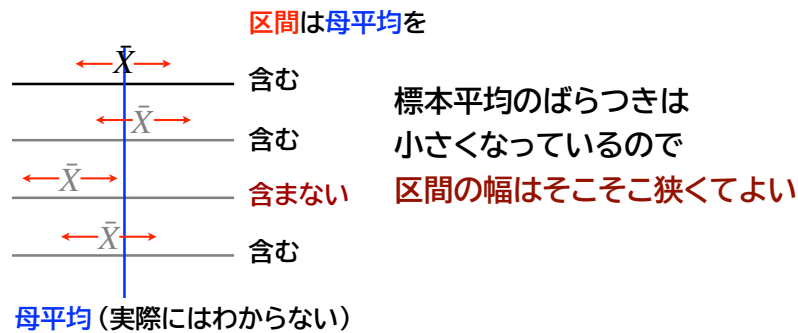 区間は母平均を
X̄
含む
X̄
含む
X̄
含まない
X̄
含む
母平均（実際にはわからない）
標本平均のばらつきは
小さくなっているので
区間の幅はそこそこ狭くてよい